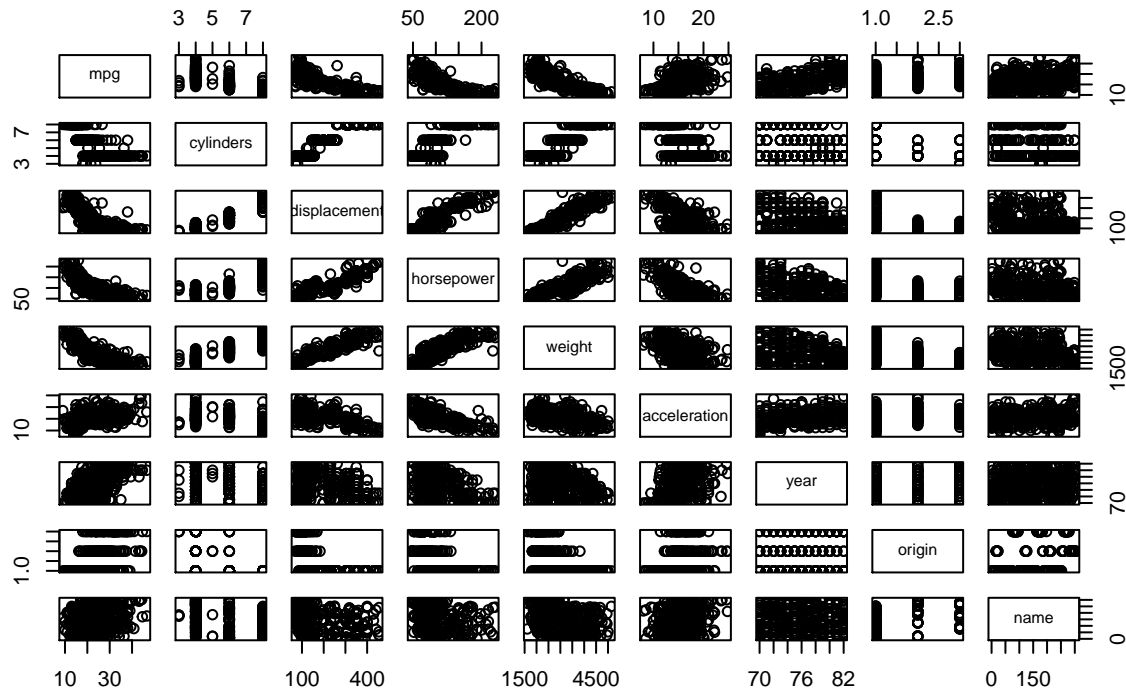 3 5 7 50 200 10 20 1.0 2.5
mpg 10
3 7 cylinders
displacement 100
50 horsepower
weight 1500
10 acceleration
year 70
1.0 origin
name 0
10 30 100 400 1500 4500 70 76 82 0 150